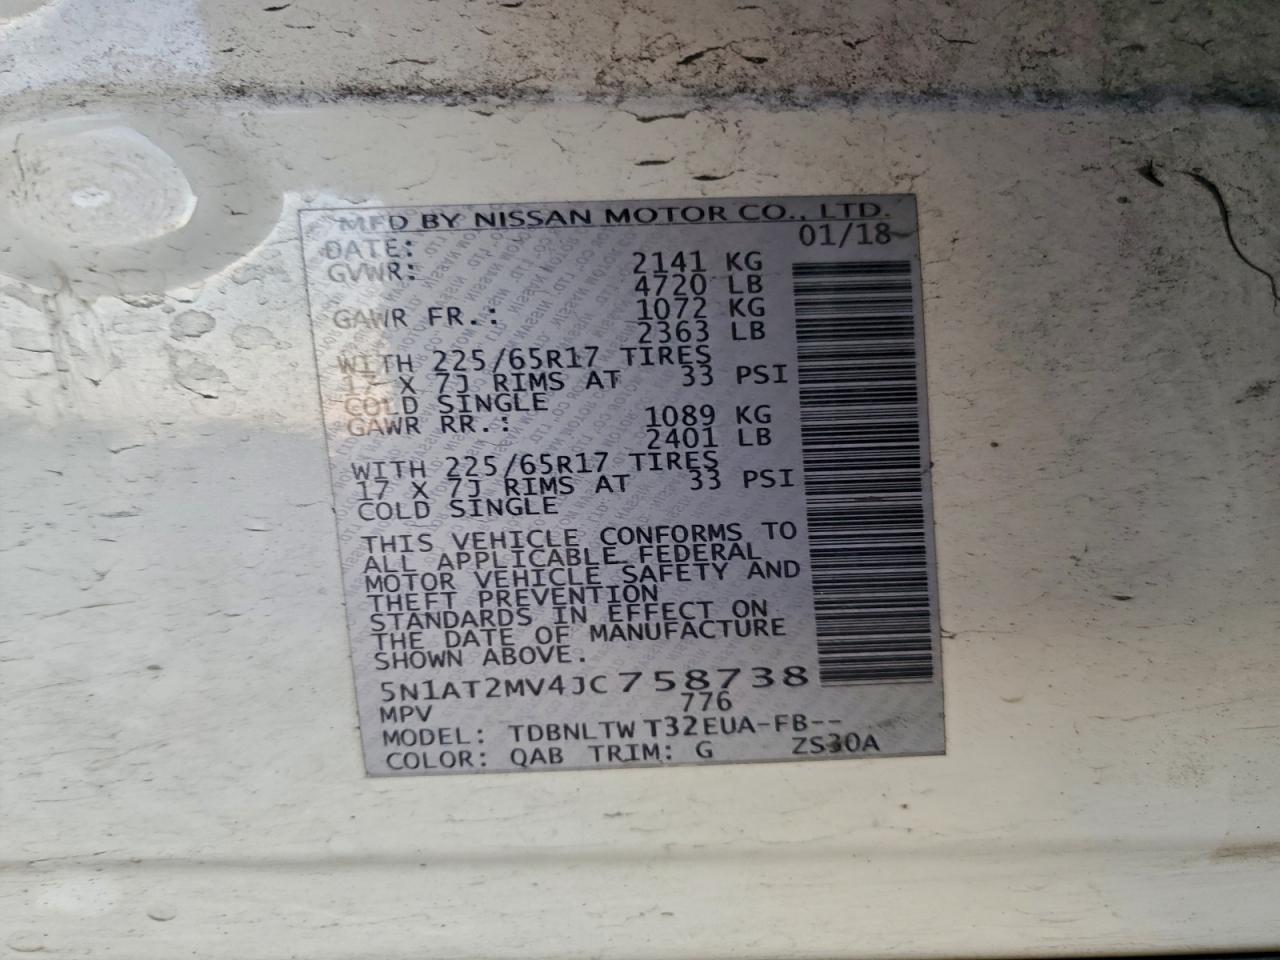 MFD BY NISSAN MOTOR CO., LTD.
DATE: 01/18
GVWR: 2141 KG
4720 LB
GAWR FR.: 1072 KG
2363 LB
WITH 225/65R17 TIRES
17 X 7J RIMS AT 33 PSI
COLD SINGLE
GAWR RR.: 1089 KG
2401 LB
WITH 225/65R17 TIRES
17 X 7J RIMS AT 33 PSI
COLD SINGLE
THIS VEHICLE CONFORMS TO
ALL APPLICABLE FEDERAL
MOTOR VEHICLE SAFETY AND
THEFT PREVENTION
STANDARDS IN EFFECT ON
THE DATE OF MANUFACTURE
SHOWN ABOVE.
5N1AT2MV4JC758738
MPV 776
MODEL: TDBNLTW T32EUA-FB--
COLOR: QAB TRIM: G ZS30A